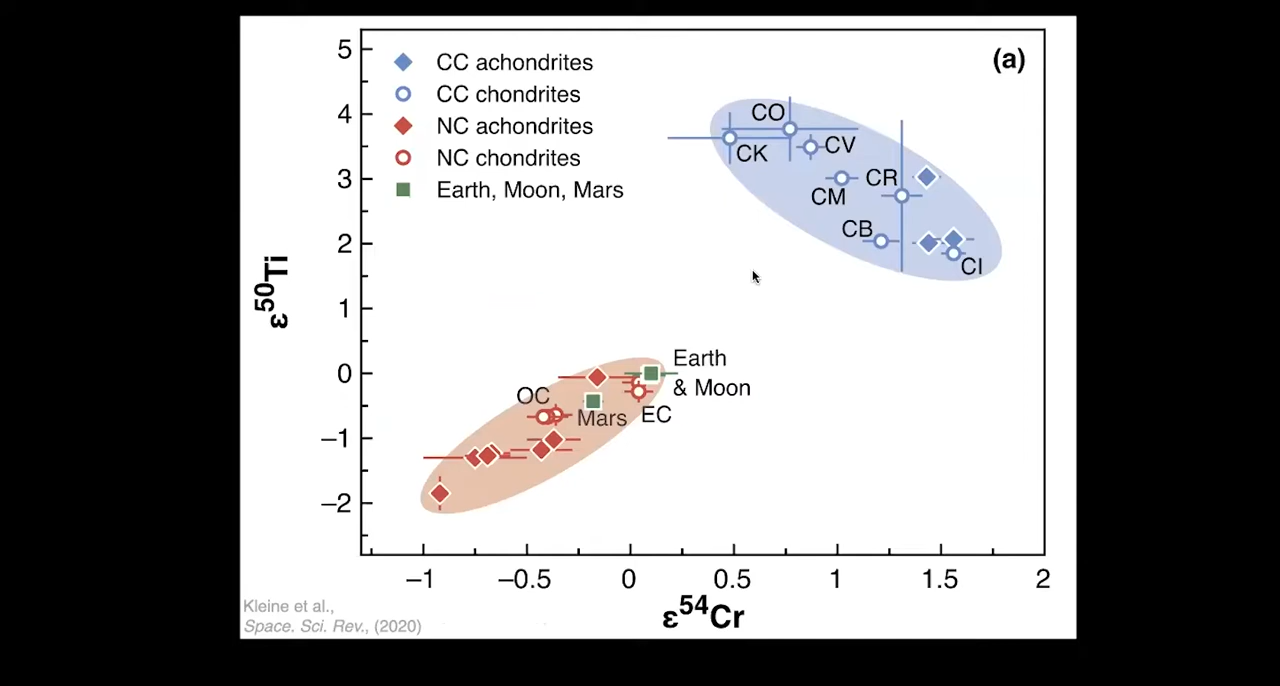 (a)
CC achondrites
CC chondrites
NC achondrites
NC chondrites
Earth, Moon, Mars
5
4
3
2
1
0
−1
−2
ε50Ti
CO
CK
CV
CM
CR
CB
CI
Earth
& Moon
OC
Mars
EC
−1
−0.5
0
0.5
1
1.5
2
ε54Cr
Kleine et al.,
Space. Sci. Rev., (2020)